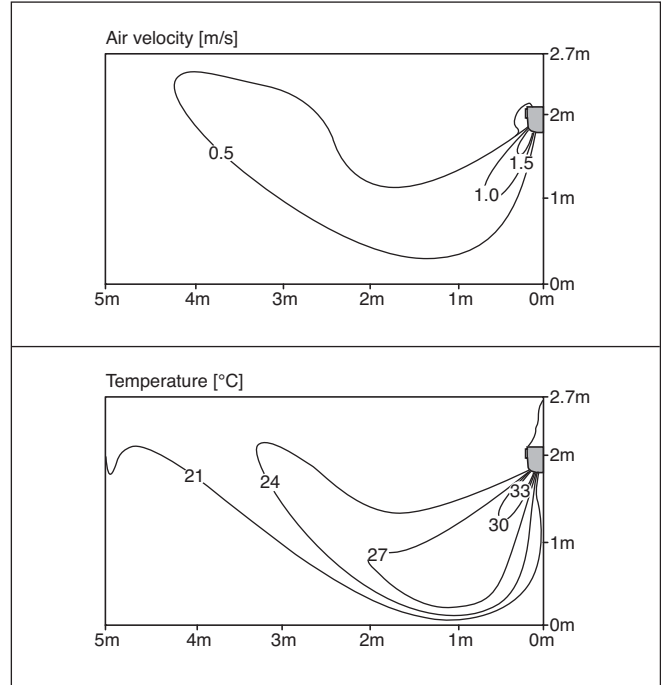 Air velocity [m/s]
2.7m
2m
0.5
1.5
1.0
1m
0m
5m 4m 3m 2m 1m 0m
Temperature [°C]
2.7m
2m
21 24
33
30
27
1m
0m
5m 4m 3m 2m 1m 0m